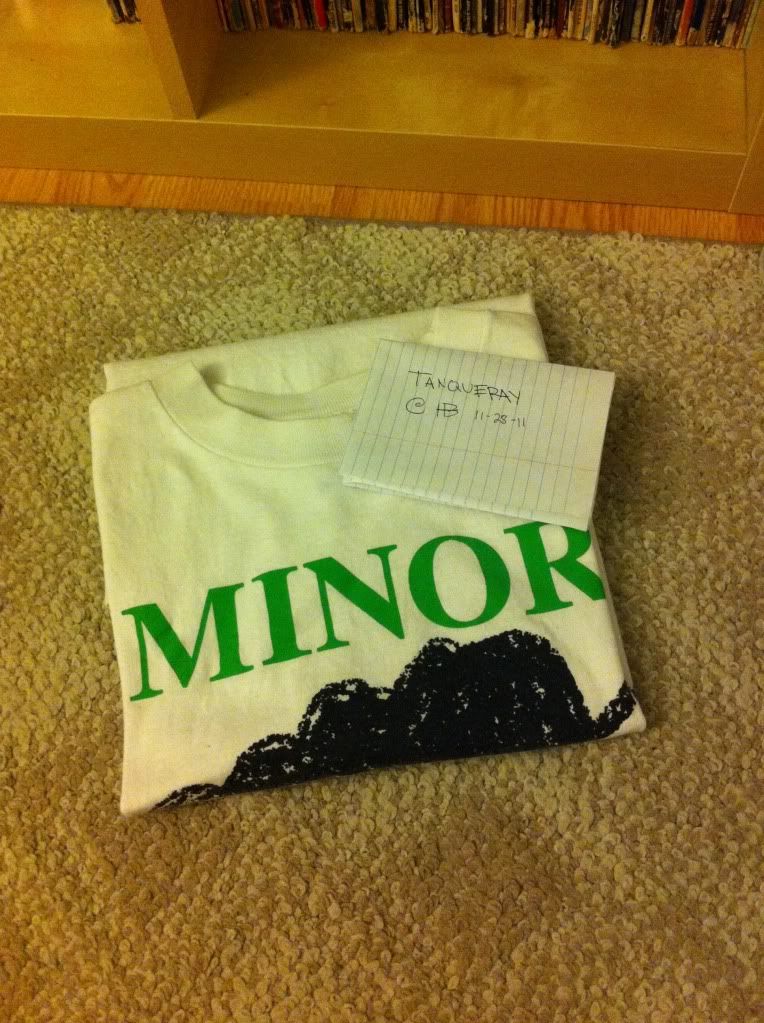 TANQUERAY
@ HB 11-28-11
MINOR